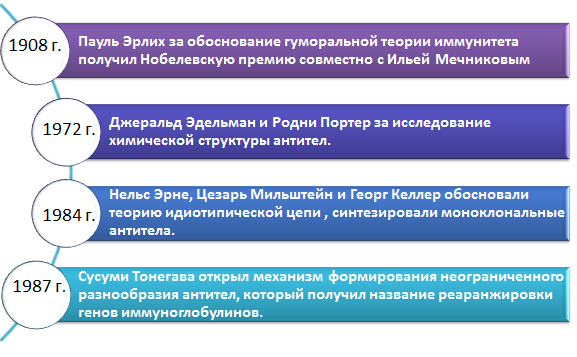 1908 г.
Пауль Эрлих за обоснование гуморальной теории иммунитета
получил Нобелевскую премию совместно с Ильей Мечниковым
1972 г.
Джеральд Эдельман и Родни Портер за исследование
химической структуры антител.
1984 г.
Нельс Эрне, Цезарь Мильштейн и Георг Келлер обосновали
теорию идиотипической цепи , синтезировали моноклональные
антитела.
1987 г.
Сусуми Тонегава открыл механизм формирования неограниченного
разнообразия антител, который получил название реаранжировки
генов иммуноглобулинов.